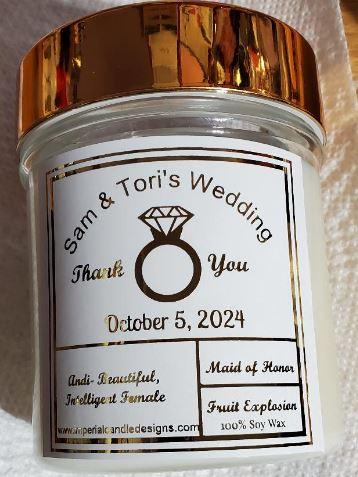 Sam & Tori's Wedding
Thank You
October 5, 2024
Andi- Beautiful,
Intelligent Female
www.imperialcandledesigns.com
Maid of Honor
Fruit Explosion
100% Soy Wax